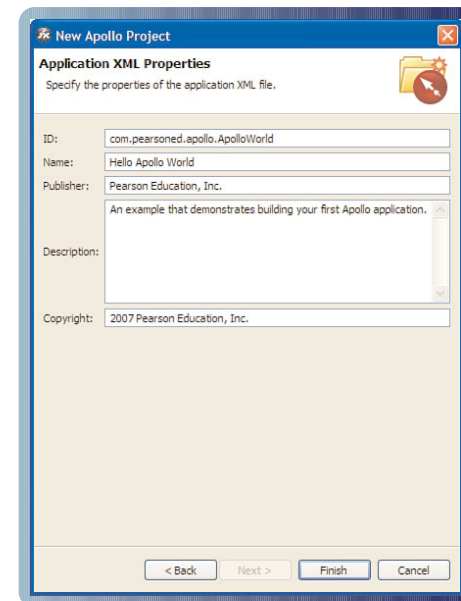 New Apollo Project
Application XML Properties
Specify the properties of the application XML file.
ID: com.pearsoned.apollo.ApolloWorld
Name: Hello Apollo World
Publisher: Pearson Education, Inc.
An example that demonstrates building your first Apollo application.
Description:
Copyright: 2007 Pearson Education, Inc.
< Back Next > Finish Cancel